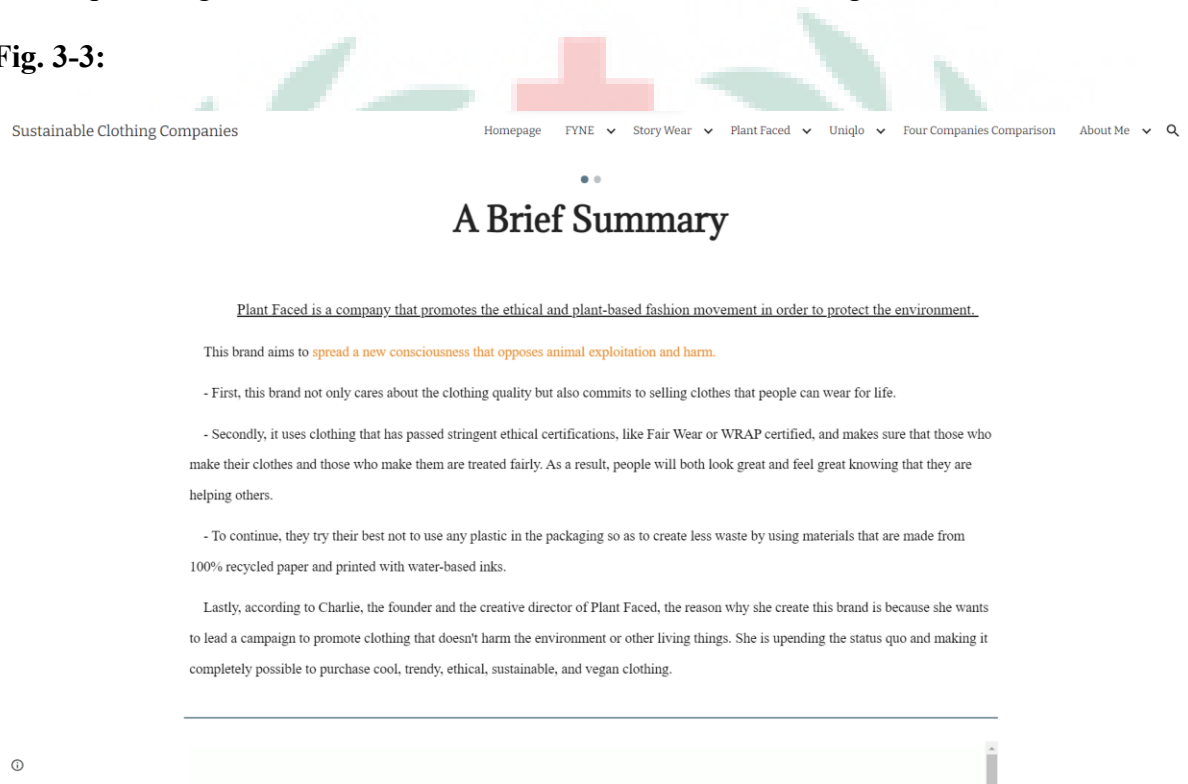 Fig. 3-3:
Sustainable Clothing Companies
Homepage FYNE Story Wear Plant Faced Uniqlo Four Companies Comparison About Me
A Brief Summary
Plant Faced is a company that promotes the ethical and plant-based fashion movement in order to protect the environment.
This brand aims to spread a new consciousness that opposes animal exploitation and harm.
- First, this brand not only cares about the clothing quality but also commits to selling clothes that people can wear for life.
- Secondly, it uses clothing that has passed stringent ethical certifications, like Fair Wear or WRAP certified, and makes sure that those who
make their clothes and those who make them are treated fairly. As a result, people will both look great and feel great knowing that they are
helping others.
- To continue, they try their best not to use any plastic in the packaging so as to create less waste by using materials that are made from
100% recycled paper and printed with water-based inks.
Lastly, according to Charlie, the founder and the creative director of Plant Faced, the reason why she create this brand is because she wants
to lead a campaign to promote clothing that doesn't harm the environment or other living things. She is upending the status quo and making it
completely possible to purchase cool, trendy, ethical, sustainable, and vegan clothing.